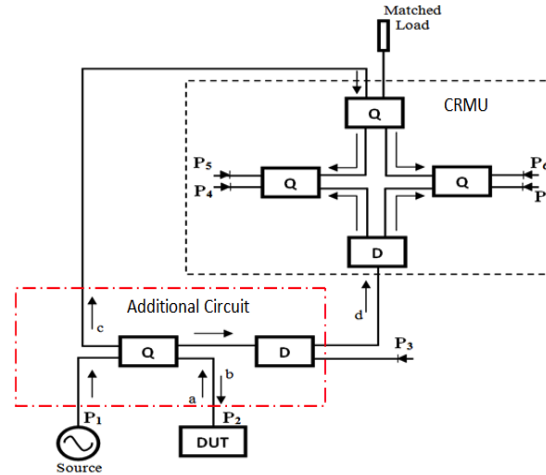 Matched
Load
CRMU
Q
P5
P6
Q
Q
P4
P
D
Additional Circuit
c
d
Q
D
P3
a
b
P1
P2
DUT
Source